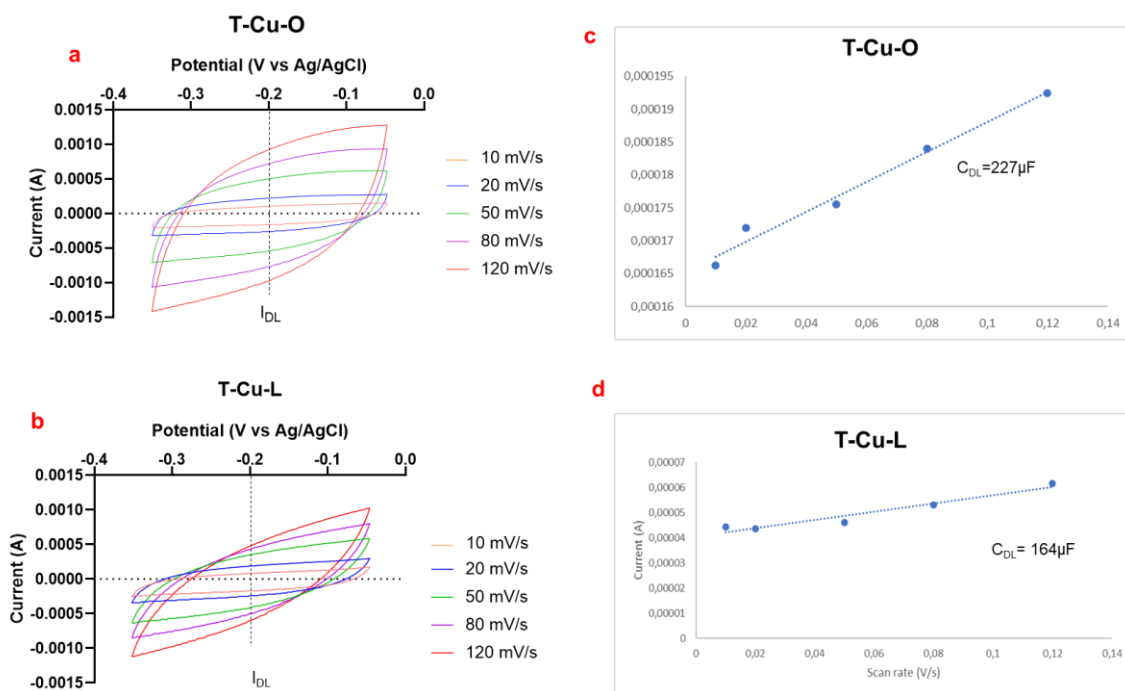 T-Cu-O
a
Potential (V vs Ag/AgCl)
-0.4 -0.3 -0.2 -0.1 0.0
0.0015
0.0010
0.0005
0.0000
-0.0005
-0.0010
-0.0015
Current (A)
I_DL
10 mV/s
20 mV/s
50 mV/s
80 mV/s
120 mV/s
c
T-Cu-O
0,000195
0,00019
0,000185
0,00018
0,000175
0,00017
0,000165
0,00016
0 0,02 0,04 0,06 0,08 0,1 0,12 0,14
C_DL=227µF
T-Cu-L
b
Potential (V vs Ag/AgCl)
-0.4 -0.3 -0.2 -0.1 0.0
0.0015
0.0010
0.0005
0.0000
-0.0005
-0.0010
-0.0015
Current (A)
I_DL
10 mV/s
20 mV/s
50 mV/s
80 mV/s
120 mV/s
d
T-Cu-L
0,00007
0,00006
0,00005
0,00004
0,00003
0,00002
0,00001
0
Current (A)
0 0,02 0,04 0,06 0,08 0,1 0,12 0,14
Scan rate (V/s)
C_DL= 164µF